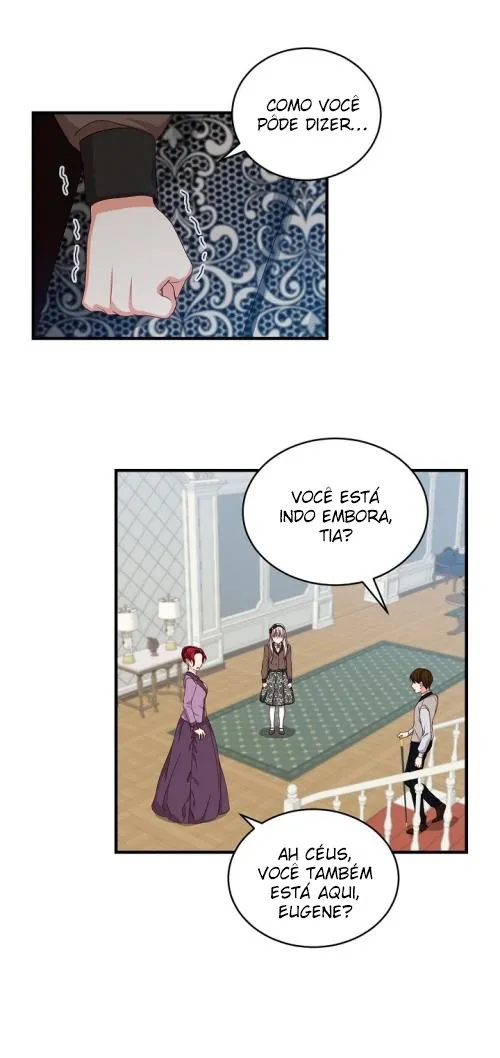 COMO VOCÊ
PÔDE DIZER...
VOCÊ ESTÁ
INDO EMBORA,
TIA?
AH CÉUS,
VOCÊ TAMBÉM
ESTÁ AQUI,
EUGENE?